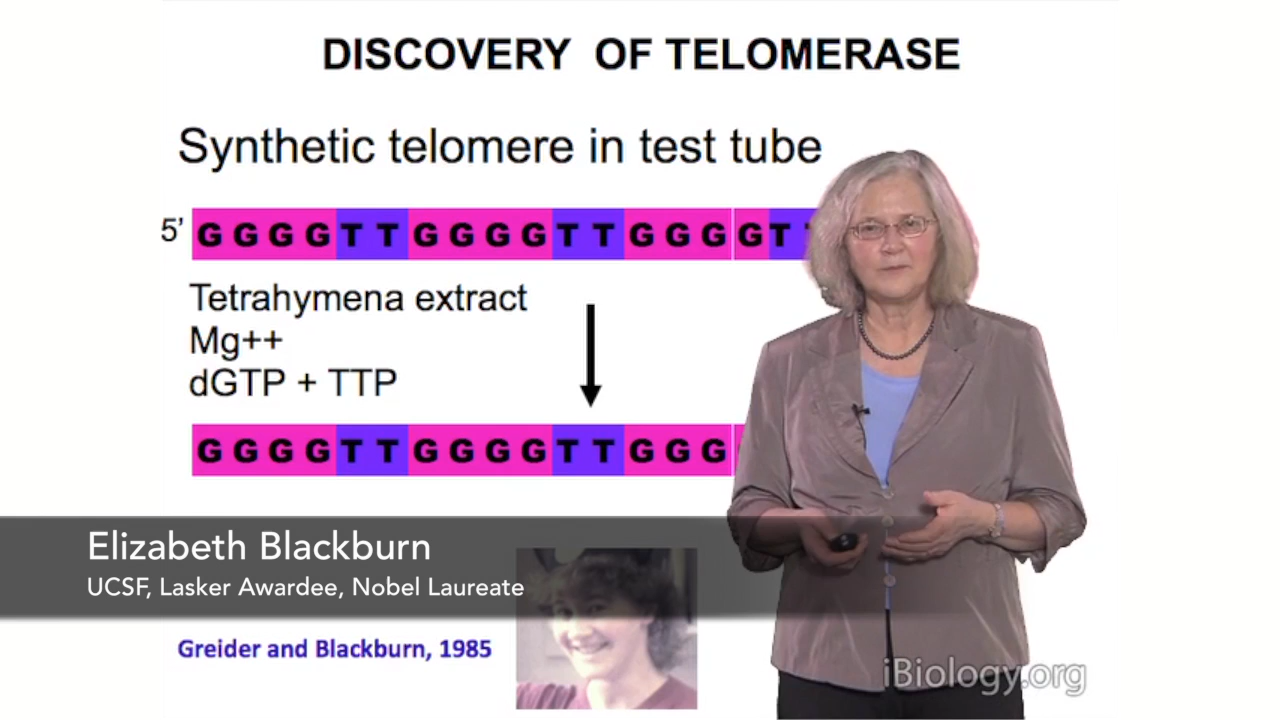 DISCOVERY OF TELOMERASE
Synthetic telomere in test tube
5' G G G G T T G G G G T T G G G G T
Tetrahymena extract
Mg++
dGTP + TTP
G G G G T T G G G G T T G G G
Elizabeth Blackburn
UCSF, Lasker Awardee, Nobel Laureate
Greider and Blackburn, 1985
iBiology.org